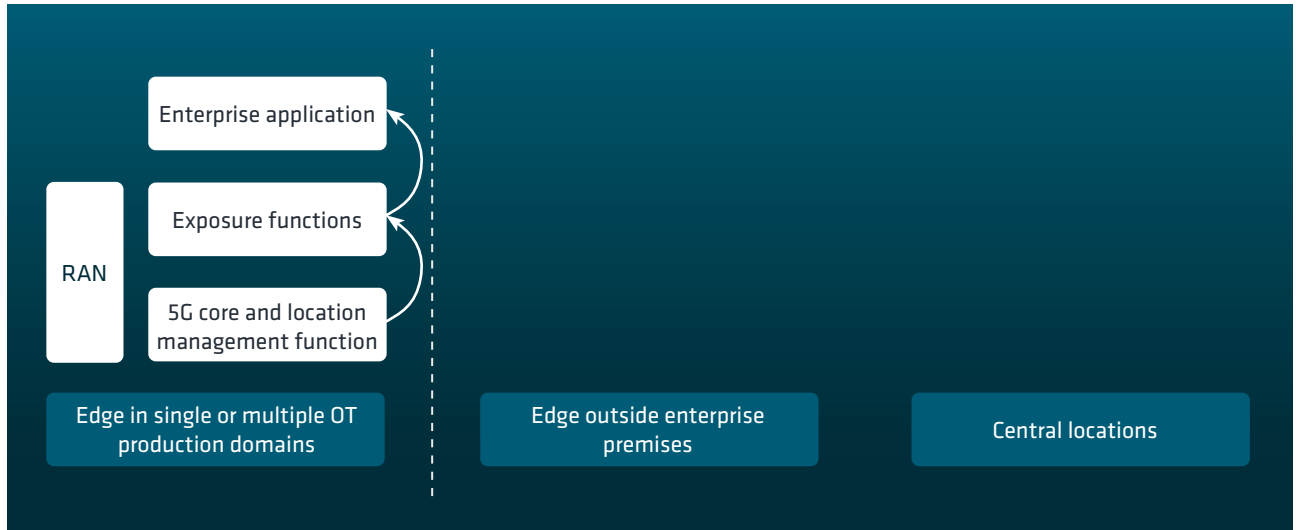 Enterprise application
Exposure functions
RAN
5G core and location
management function
Edge in single or multiple OT
production domains
Edge outside enterprise
premises
Central locations